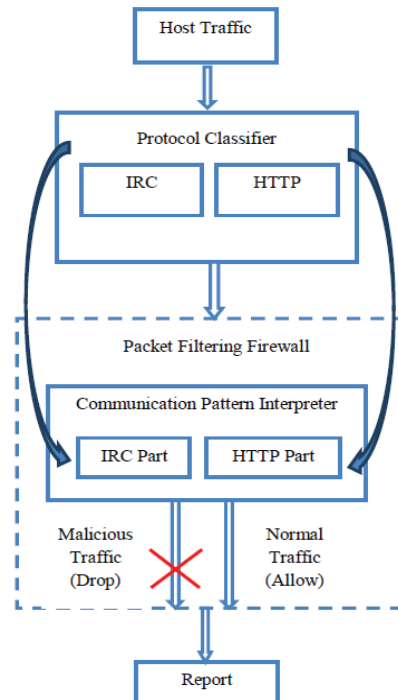 Host Traffic
Protocol Classifier
IRC
HTTP
Packet Filtering Firewall
Communication Pattern Interpreter
IRC Part
HTTP Part
Malicious
Traffic
(Drop)
Normal
Traffic
(Allow)
Report